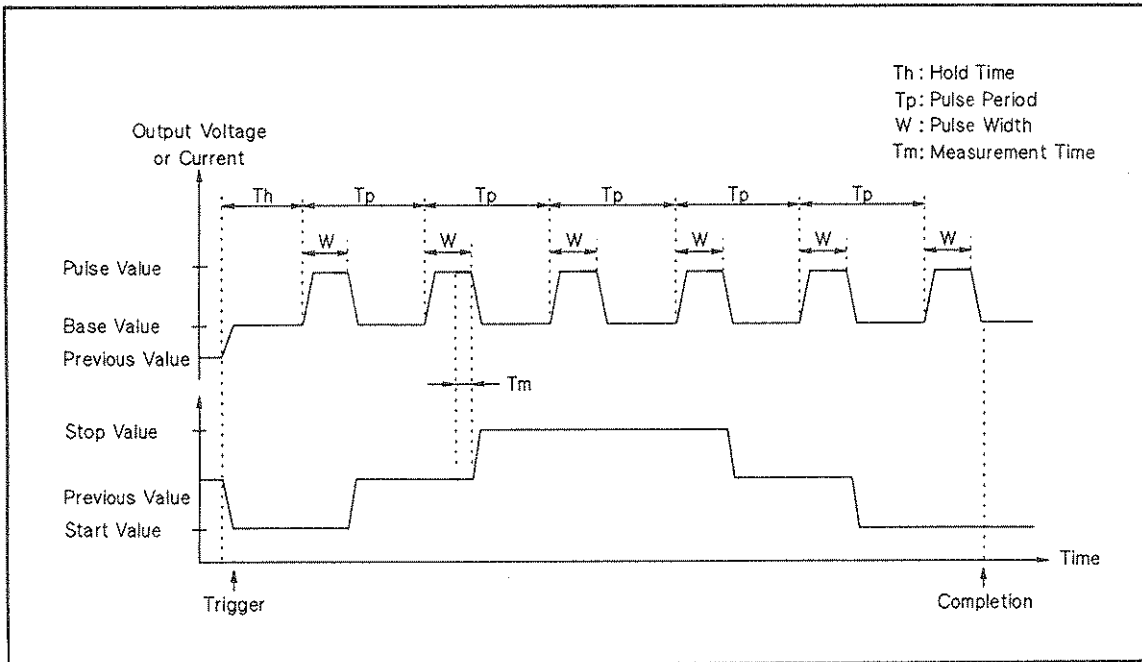 Th : Hold Time
Tp : Pulse Period
W : Pulse Width
Tm : Measurement Time
Output Voltage
or Current
Th Tp Tp Tp Tp Tp
W W W W W W
Pulse Value
Base Value
Previous Value
Tm
Stop Value
Previous Value
Start Value
Time
Trigger
Completion